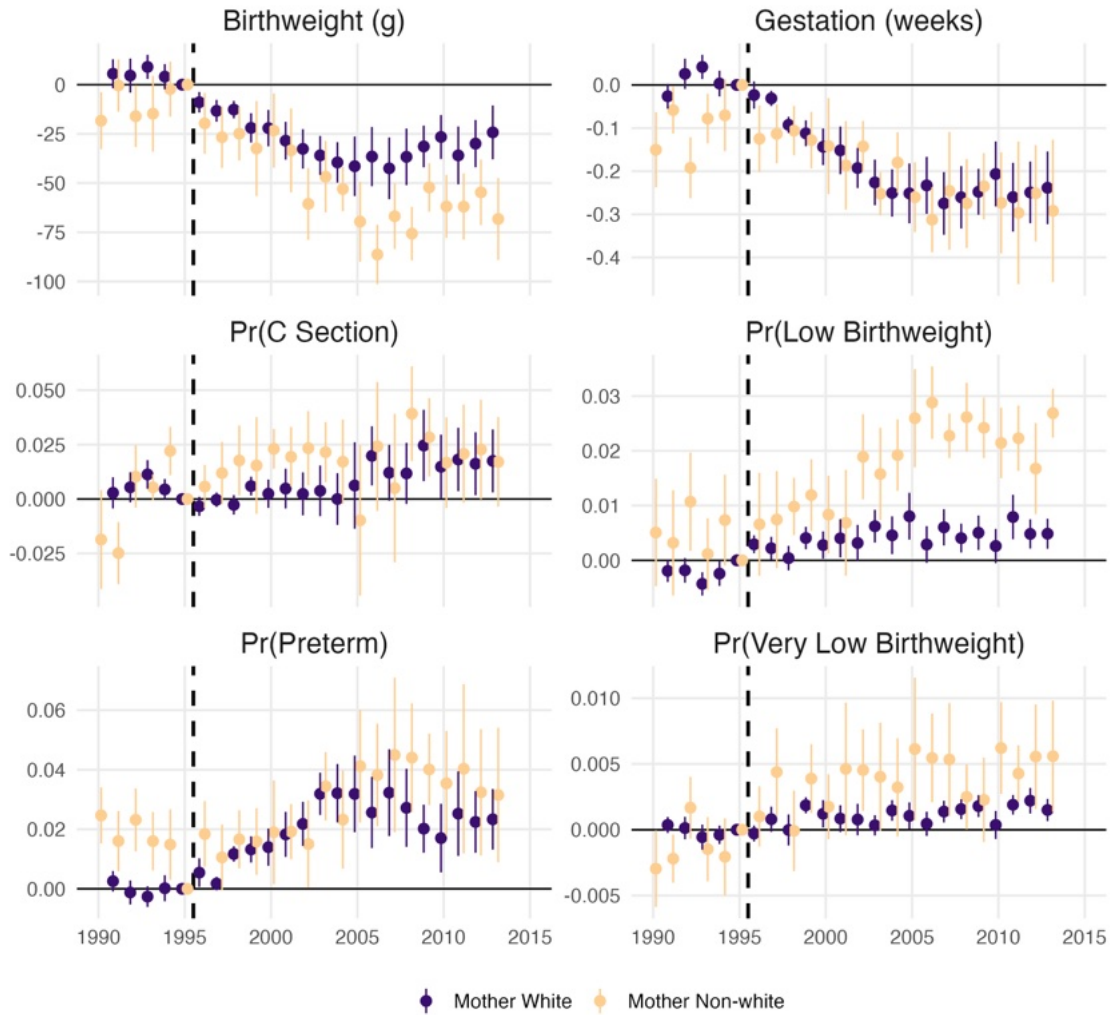 Birthweight (g)
Gestation (weeks)
0
-25
-50
-75
-100
0.0
-0.1
-0.2
-0.3
-0.4
Pr(C Section)
Pr(Low Birthweight)
0.050
0.025
0.000
-0.025
0.03
0.02
0.01
0.00
Pr(Preterm)
Pr(Very Low Birthweight)
0.06
0.04
0.02
0.00
0.010
0.005
0.000
-0.005
1990 1995 2000 2005 2010 2015
1990 1995 2000 2005 2010 2015
Mother White Mother Non-white